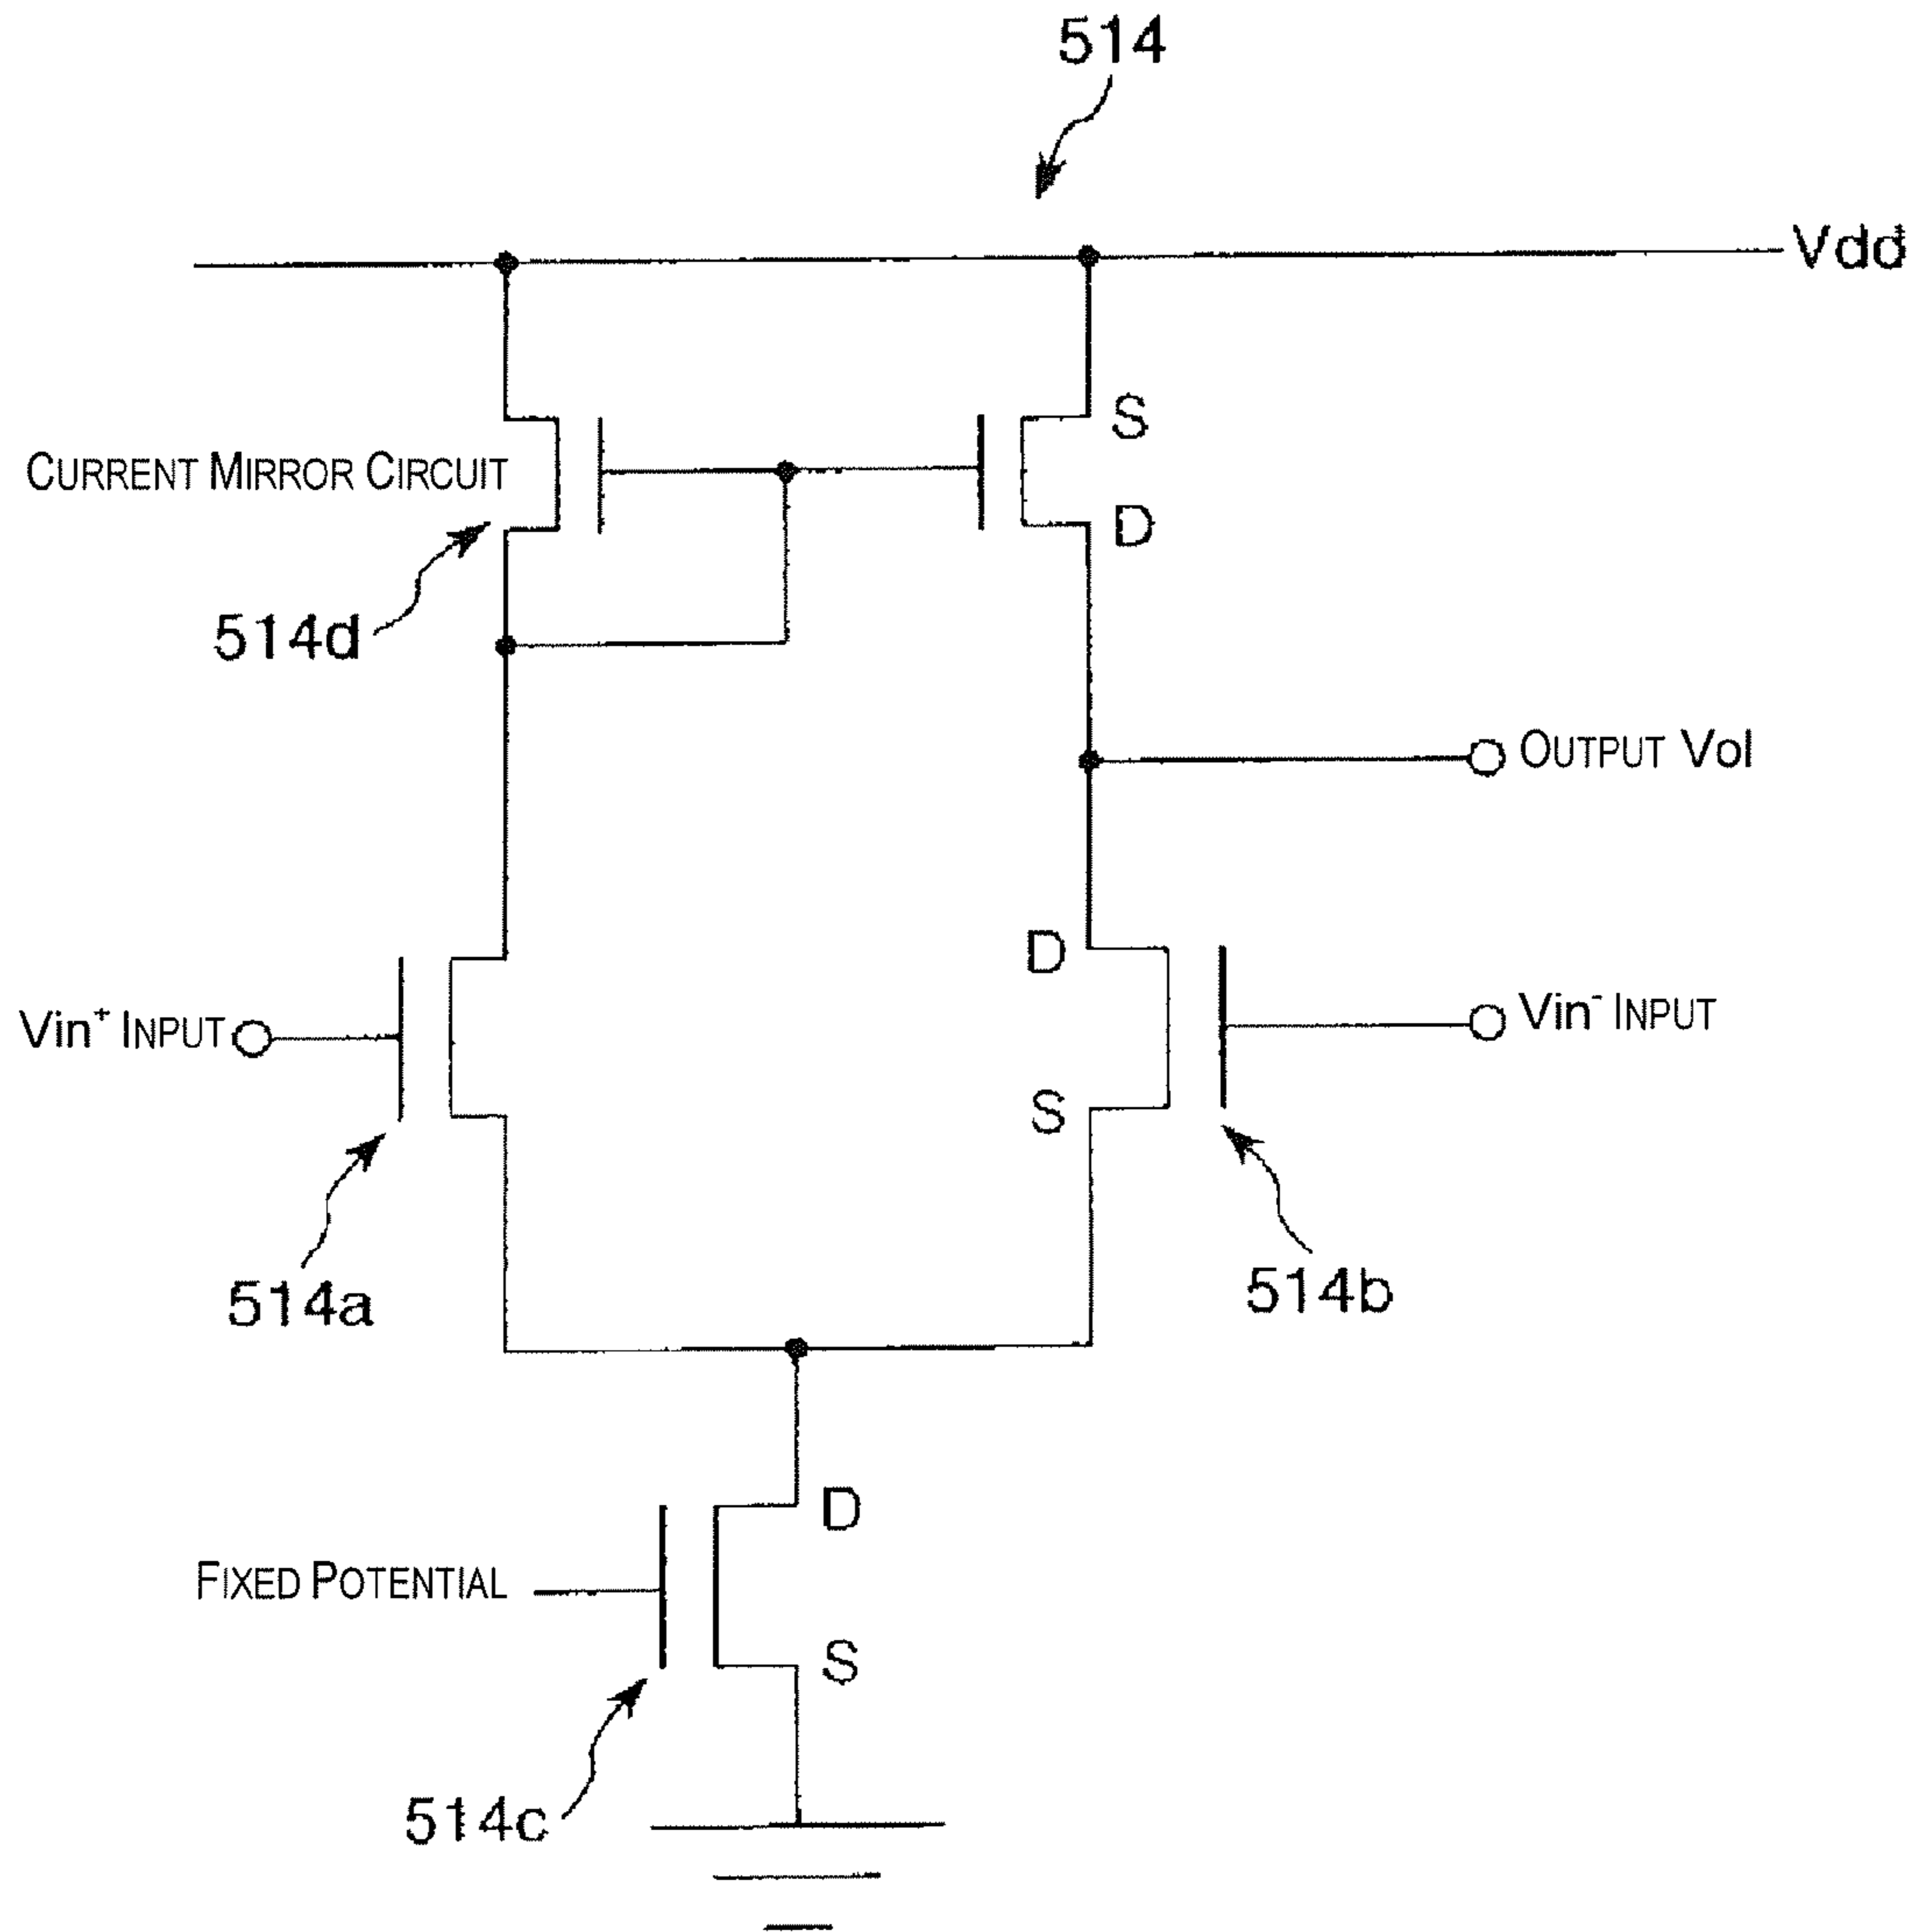 514
Vdd
S
CURRENT MIRROR CIRCUIT
D
514d
OUTPUT Vol
D
Vin+ INPUT
Vin- INPUT
S
514a
514b
D
FIXED POTENTIAL
S
514c